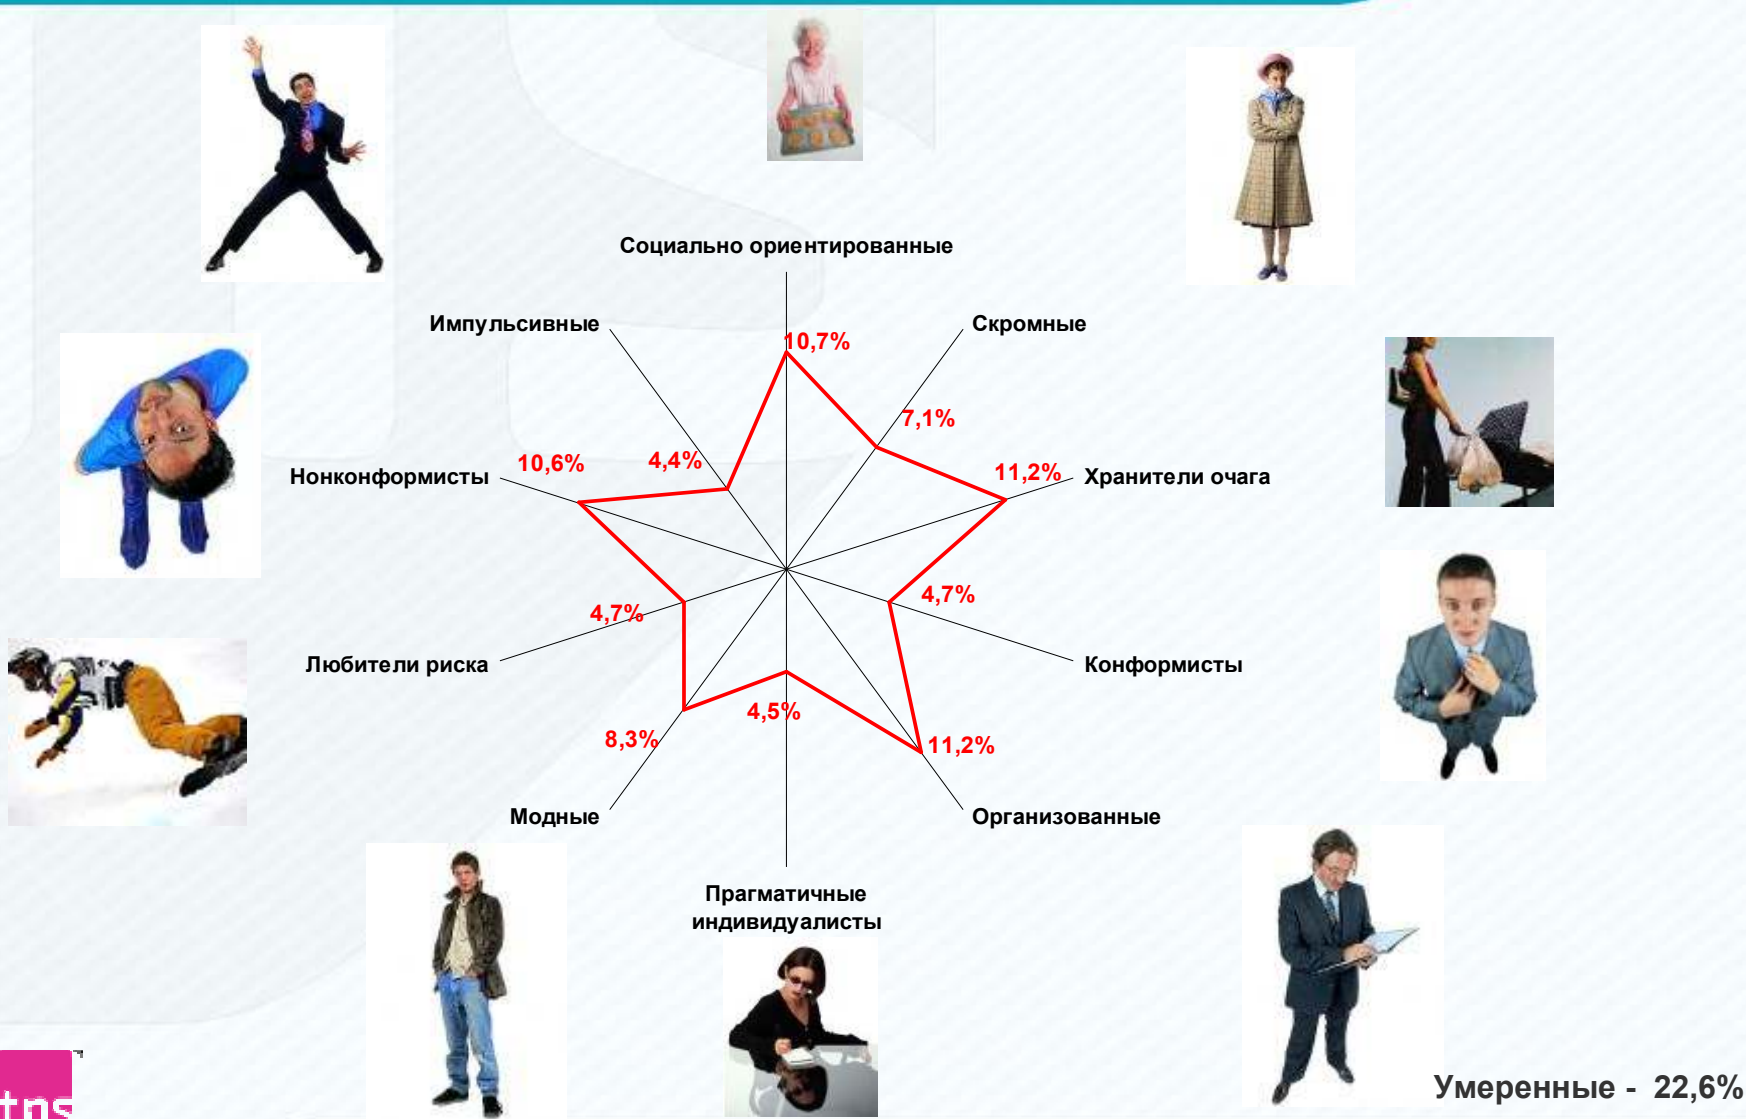 Социально ориентированные
Импульсивные
Скромные
10,7%
7,1%
Нонконформисты
10,6%
4,4%
11,2%
Хранители очага
4,7%
4,7%
Любители риска
Конформисты
4,5%
8,3%
11,2%
Модные
Организованные
Прагматичные
индивидуалисты
Умеренные - 22,6%
tns